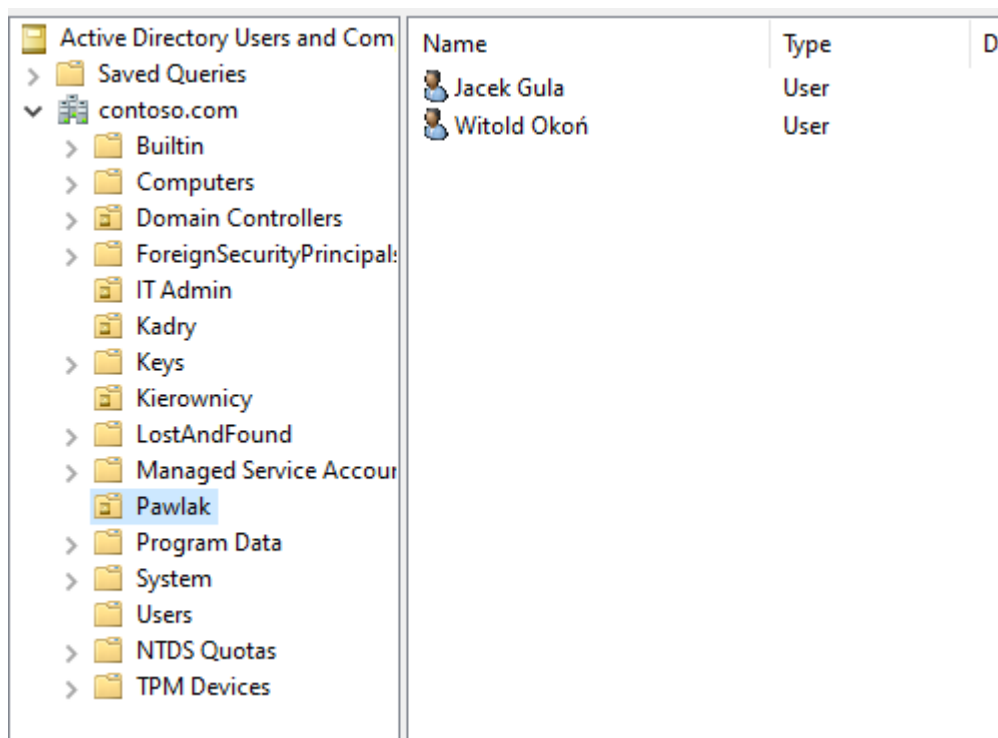 Active Directory Users and Com
Saved Queries
contoso.com
Builtin
Computers
Domain Controllers
ForeignSecurityPrincipals
IT Admin
Kadry
Keys
Kierownicy
LostAndFound
Managed Service Accour
Pawlak
Program Data
System
Users
NTDS Quotas
TPM Devices
Name Type D
Jacek Gula User
Witold Okoń User